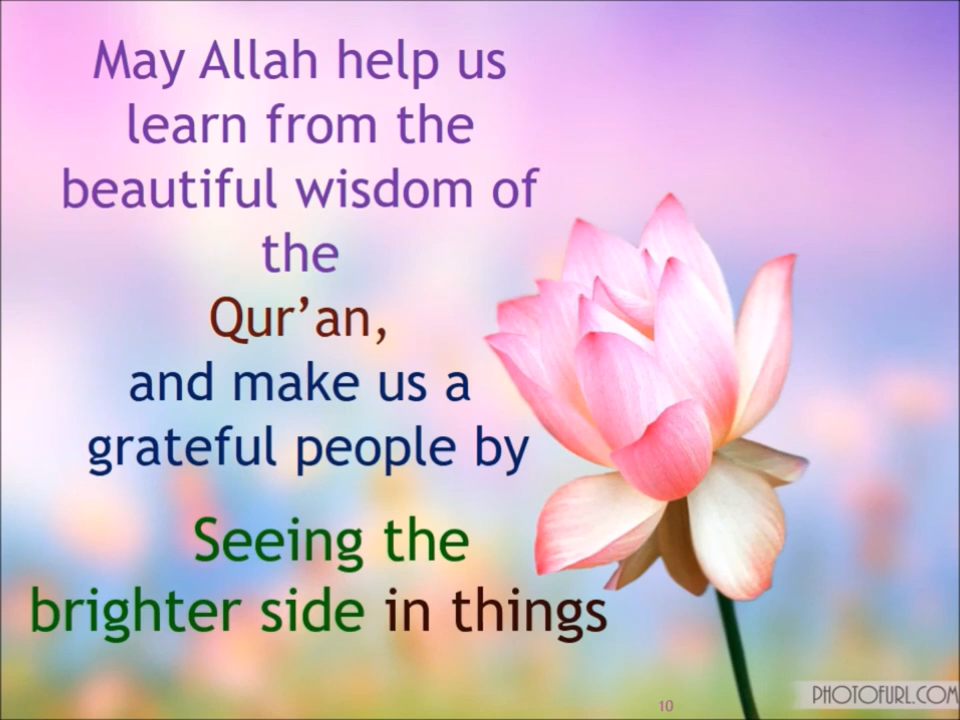 May Allah help us
learn from the
beautiful wisdom of
the
Qur’an,
and make us a
grateful people by
Seeing the
brighter side in things
10
PHOTOFURL.COM